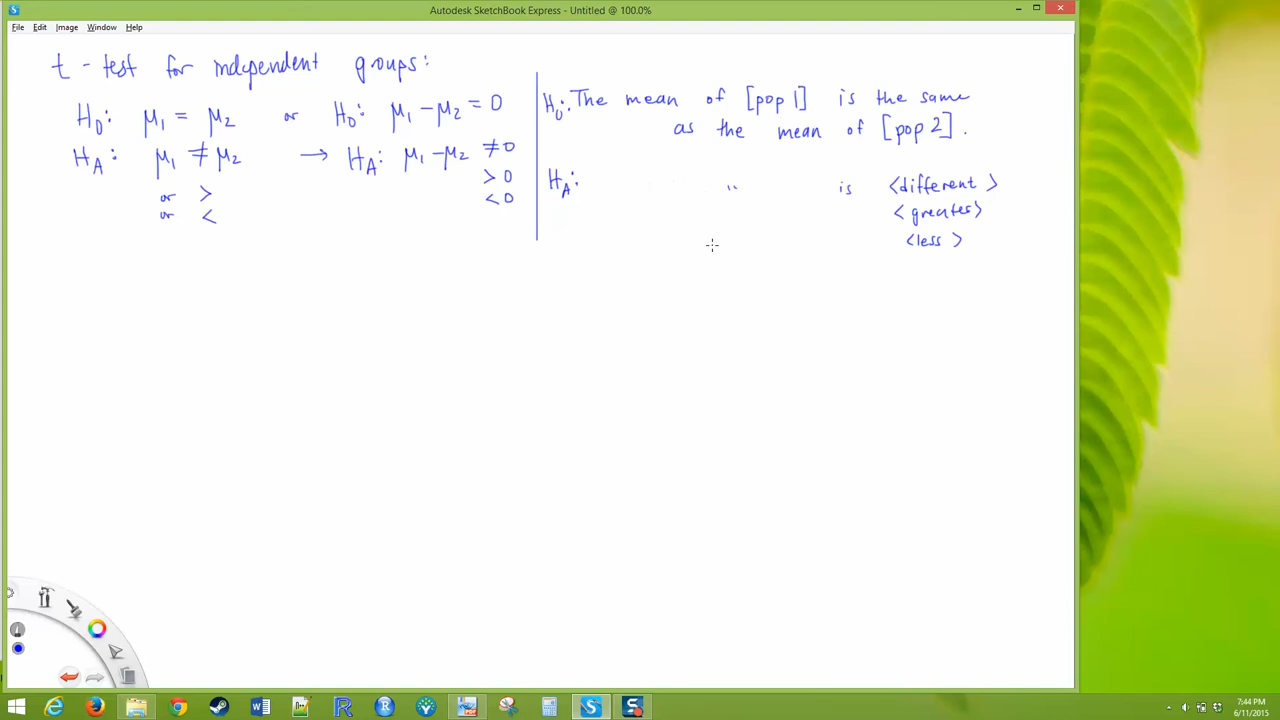 Autodesk SketchBook Express - Untitled @ 100.0%
File Edit Image Window Help
t - test for independent groups:
H₀: μ₁ = μ₂ or H₀: μ₁ - μ₂ = 0
H_A: μ₁ ≠ μ₂ → H_A: μ₁ - μ₂ ≠ 0
or > > 0
or < < 0
H₀: The mean of [pop 1] is the same
as the mean of [pop 2].
H_A: " is <different>
<greater>
<less>
7:44 PM
6/11/2015